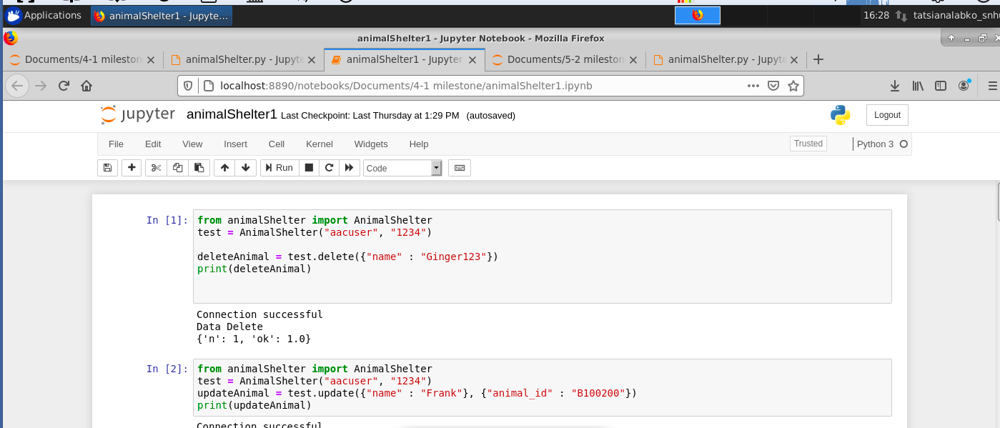 Applications animalShelter1 - Jupyte... 16:28 tatsianalabko_snh
animalShelter1 - Jupyter Notebook - Mozilla Firefox
Documents/4-1 mileston animalShelter.py - Jupyte animalShelter1 - Jupyter Documents/5-2 mileston animalShelter.py - Jupyte
localhost:8890/notebooks/Documents/4-1 milestone/animalShelter1.ipynb
jupyter animalShelter1 Last Checkpoint: Last Thursday at 1:29 PM (autosaved) Logout
File Edit View Insert Cell Kernel Widgets Help Trusted Python 3
Run Code
In [1]: from animalShelter import AnimalShelter
test = AnimalShelter("aacuser", "1234")
deleteAnimal = test.delete({"name" : "Ginger123"})
print(deleteAnimal)
Connection successful
Data Delete
{'n': 1, 'ok': 1.0}
In [2]: from animalShelter import AnimalShelter
test = AnimalShelter("aacuser", "1234")
updateAnimal = test.update({"name" : "Frank"}, {"animal_id" : "B100200"})
print(updateAnimal)
Connection successful